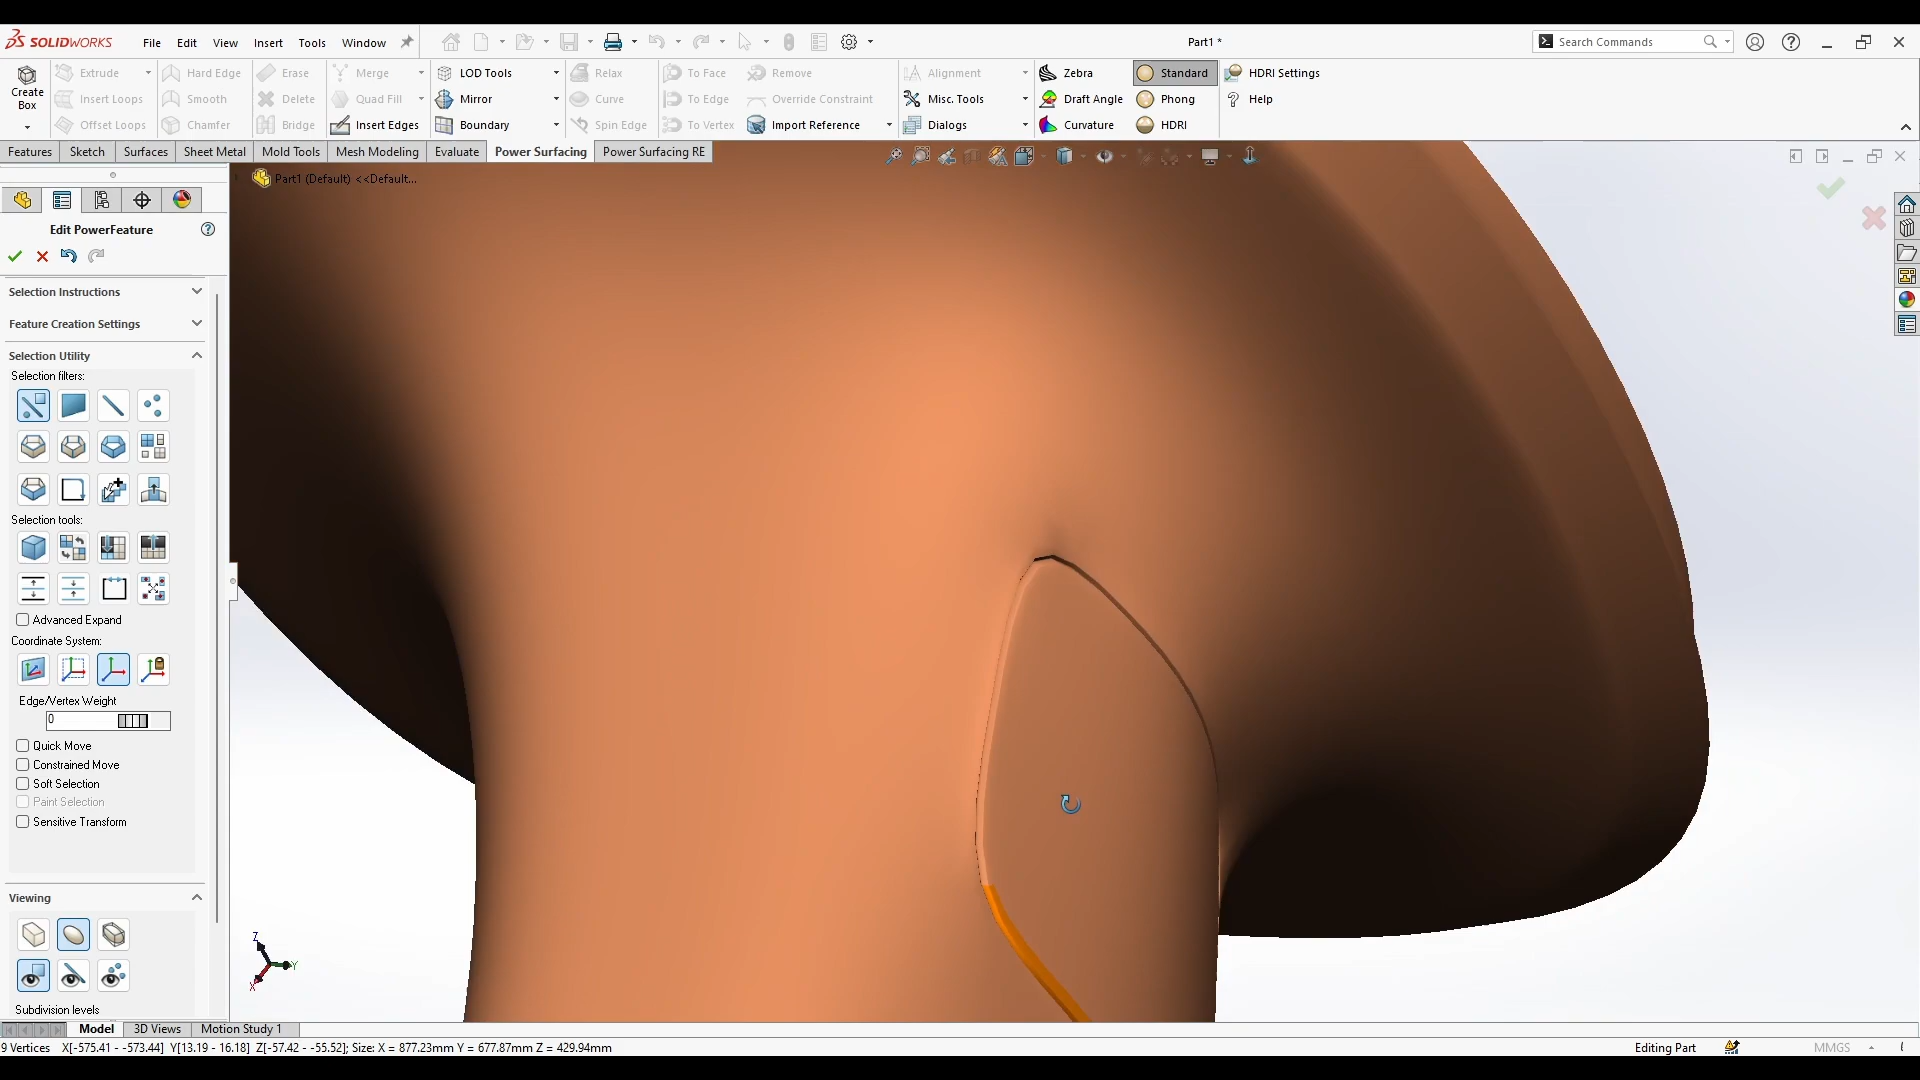 SOLIDWORKS File Edit View Insert Tools Window Part1 * Search Commands
Extrude Hard Edge Erase Merge LOD Tools Relax To Face Remove Alignment Zebra Standard HDRI Settings
Create Box Insert Loops Smooth Delete Quad Fill Mirror Curve To Edge Override Constraint Misc. Tools Draft Angle Phong Help
Offset Loops Chamfer Bridge Insert Edges Boundary Spin Edge To Vertex Import Reference Dialogs Curvature HDRI
Features Sketch Surfaces Sheet Metal Mold Tools Mesh Modeling Evaluate Power Surfacing Power Surfacing RE
Part1 (Default) <<Default...
Edit PowerFeature
Selection Instructions
Feature Creation Settings
Selection Utility
Selection filters:
Selection tools:
Advanced Expand
Coordinate System:
Edge/Vertex Weight
0
Quick Move
Constrained Move
Soft Selection
Paint Selection
Sensitive Transform
Viewing
Z
Y
X
Subdivision levels
Model 3D Views Motion Study 1
9 Vertices X[-575.41 - -573.44] Y[13.19 - 16.18] Z[-57.42 - -55.52]; Size: X = 877.23mm Y = 677.87mm Z = 429.94mm Editing Part MMGS